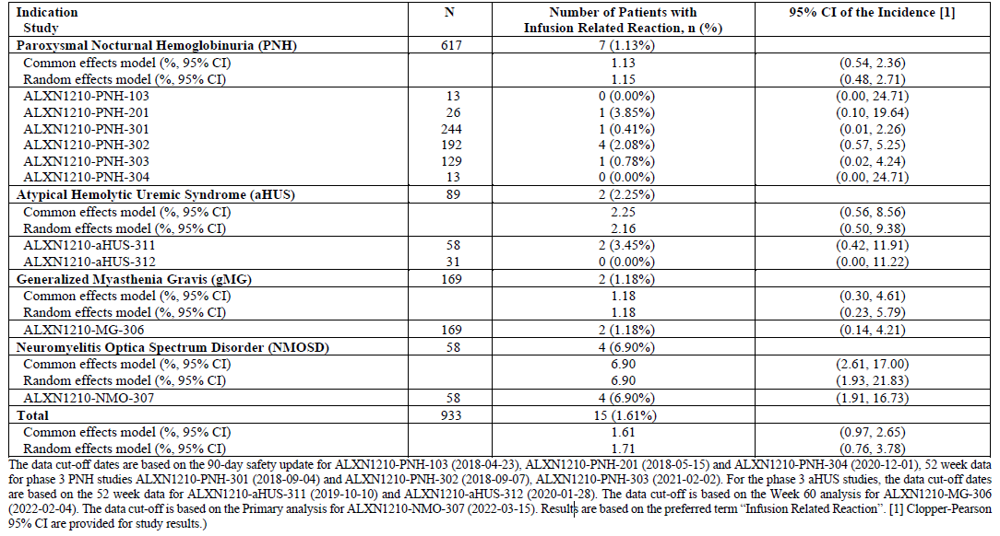 Indication N Number of Patients with 95% CI of the Incidence [1]
Study Infusion Related Reaction, n (%)
Paroxysmal Nocturnal Hemoglobinuria (PNH) 617 7 (1.13%)
Common effects model (%, 95% CI) 1.13 (0.54, 2.36)
Random effects model (%, 95% CI) 1.15 (0.48, 2.71)
ALXN1210-PNH-103 13 0 (0.00%) (0.00, 24.71)
ALXN1210-PNH-201 26 1 (3.85%) (0.10, 19.64)
ALXN1210-PNH-301 244 1 (0.41%) (0.01, 2.26)
ALXN1210-PNH-302 192 4 (2.08%) (0.57, 5.25)
ALXN1210-PNH-303 129 1 (0.78%) (0.02, 4.24)
ALXN1210-PNH-304 13 0 (0.00%) (0.00, 24.71)
Atypical Hemolytic Uremic Syndrome (aHUS) 89 2 (2.25%)
Common effects model (%, 95% CI) 2.25 (0.56, 8.56)
Random effects model (%, 95% CI) 2.16 (0.50, 9.38)
ALXN1210-aHUS-311 58 2 (3.45%) (0.42, 11.91)
ALXN1210-aHUS-312 31 0 (0.00%) (0.00, 11.22)
Generalized Myasthenia Gravis (gMG) 169 2 (1.18%)
Common effects model (%, 95% CI) 1.18 (0.30, 4.61)
Random effects model (%, 95% CI) 1.18 (0.23, 5.79)
ALXN1210-MG-306 169 2 (1.18%) (0.14, 4.21)
Neuromyelitis Optica Spectrum Disorder (NMOSD) 58 4 (6.90%)
Common effects model (%, 95% CI) 6.90 (2.61, 17.00)
Random effects model (%, 95% CI) 6.90 (1.93, 21.83)
ALXN1210-NMO-307 58 4 (6.90%) (1.91, 16.73)
Total 933 15 (1.61%)
Common effects model (%, 95% CI) 1.61 (0.97, 2.65)
Random effects model (%, 95% CI) 1.71 (0.76, 3.78)
The data cut-off dates are based on the 90-day safety update for ALXN1210-PNH-103 (2018-04-23), ALXN1210-PNH-201 (2018-05-15) and ALXN1210-PNH-304 (2020-12-01), 52 week data
for phase 3 PNH studies ALXN1210-PNH-301 (2018-09-04) and ALXN1210-PNH-302 (2018-09-07), ALXN1210-PNH-303 (2021-02-02). For the phase 3 aHUS studies, the data cut-off dates
are based on the 52 week data for ALXN1210-aHUS-311 (2019-10-10) and ALXN1210-aHUS-312 (2020-01-28). The data cut-off is based on the Week 60 analysis for ALXN1210-MG-306
(2022-02-04). The data cut-off is based on the Primary analysis for ALXN1210-NMO-307 (2022-03-15). Results are based on the preferred term “Infusion Related Reaction”. [1] Clopper-Pearson
95% CI are provided for study results.)